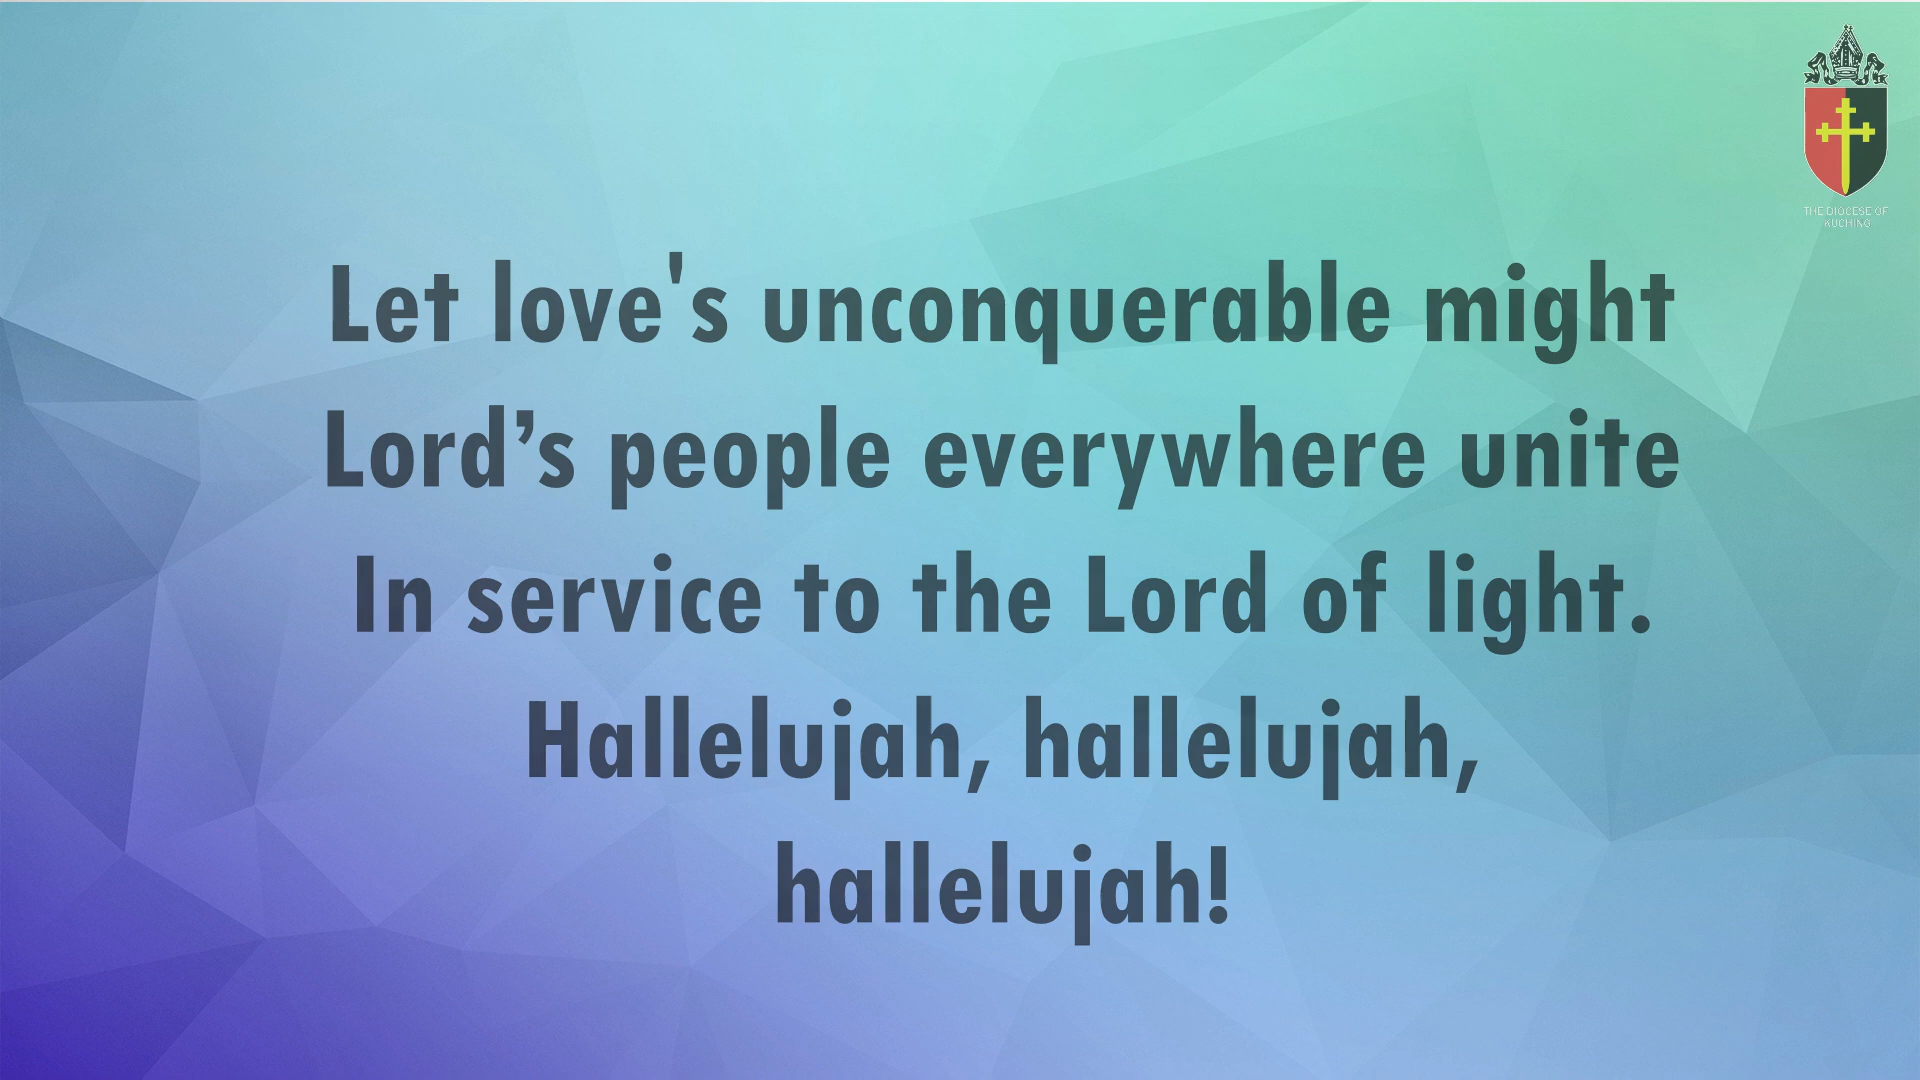 THE DIOCESE OF
KUCHING
Let love's unconquerable might
Lord’s people everywhere unite
In service to the Lord of light.
Hallelujah, hallelujah,
hallelujah!